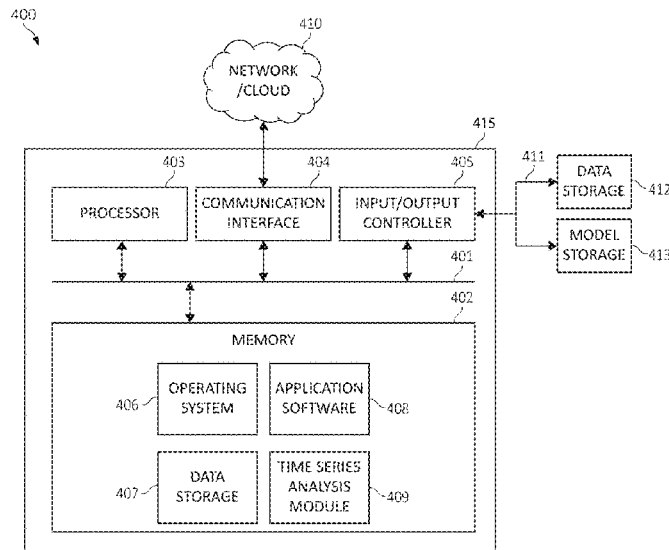 400
410
NETWORK
/CLOUD
415
403
404
405
411
PROCESSOR
COMMUNICATION
INTERFACE
INPUT/OUTPUT
CONTROLLER
DATA
STORAGE
412
MODEL
STORAGE
413
401
402
MEMORY
OPERATING
SYSTEM
406
APPLICATION
SOFTWARE
408
DATA
STORAGE
407
TIME SERIES
ANALYSIS
MODULE
409